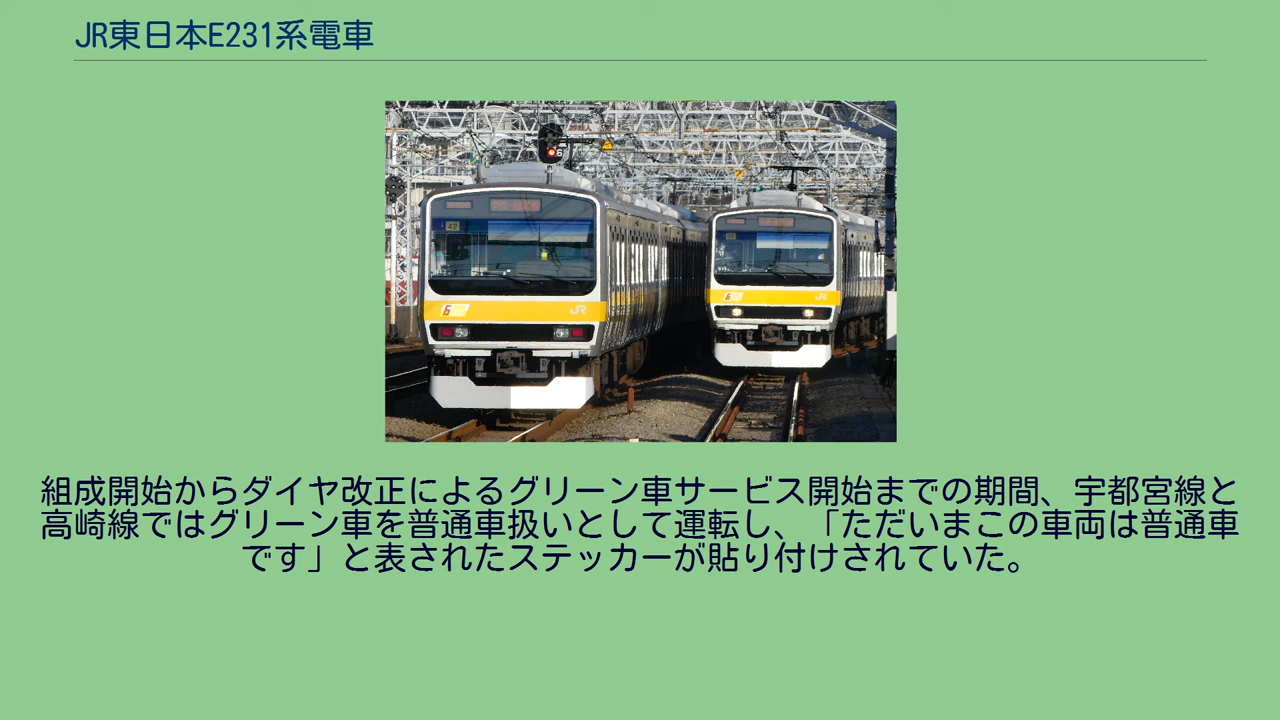 JR東日本E231系電車
42
6
JR
6
JR
組成開始からダイヤ改正によるグリーン車サービス開始までの期間、宇都宮線と
高崎線ではグリーン車を普通車扱いとして運転し、「ただいまこの車両は普通車
です」と表されたステッカーが貼り付けされていた。